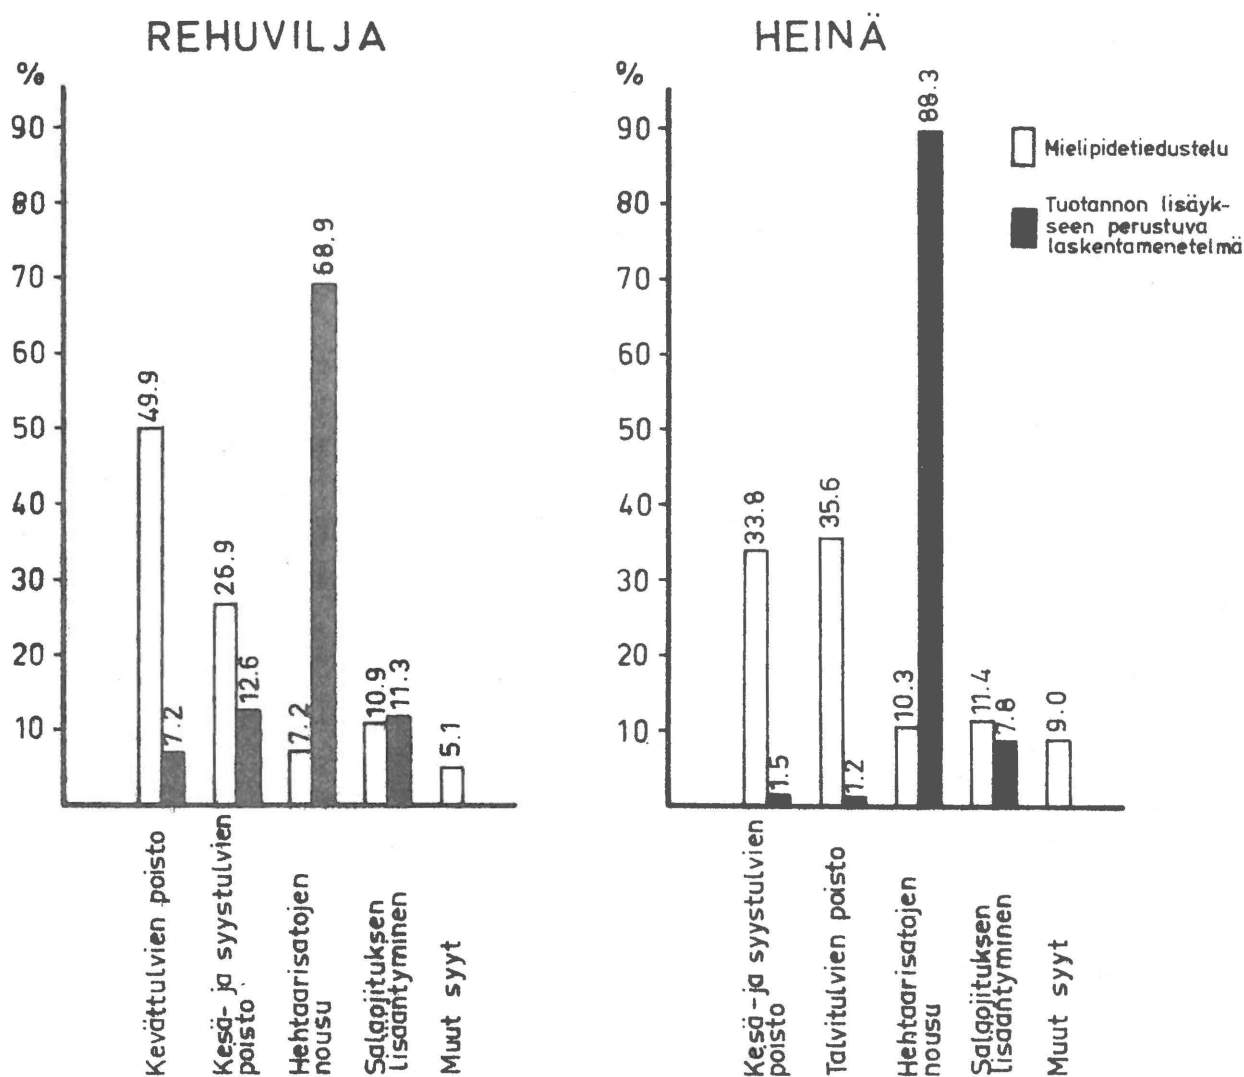 REHUVILJA
%
90
80
70
60
50
40
30
20
10
49.9
7.2
26.9
12.6
7.2
68.9
10.9
11.3
5.1
Kevättulvien poisto
Kesä- ja syystulvien
poisto
Hehtaarisatojen
nousu
Salaojituksen
lisääntyminen
Muut syyt
HEINÄ
%
90
80
70
60
50
40
30
20
10
33.8
1.5
35.6
1.2
10.3
88.3
11.4
7.8
9.0
Kesä-ja syystulvien
poisto
Talvitulvien poisto
Hehtaarisatojen
nousu
Salaojituksen
lisääntyminen
Muut syyt
Mielipidetiedustelu
Tuotannon lisäyk-
seen perustuva
laskentamenetelmä